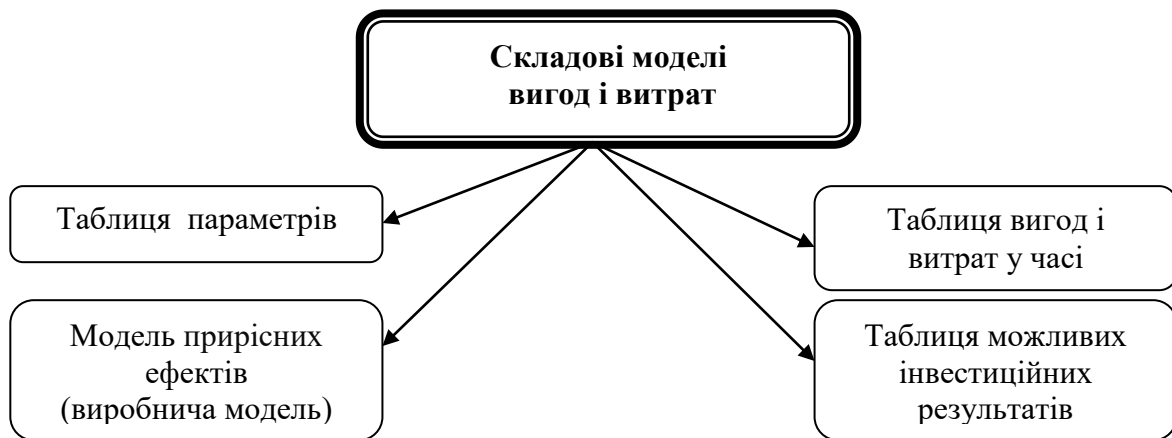 Складові моделі
вигод і витрат
Таблиця параметрів
Таблиця вигод і
витрат у часі
Модель прирісних
ефектів
(виробнича модель)
Таблиця можливих
інвестиційних
результатів